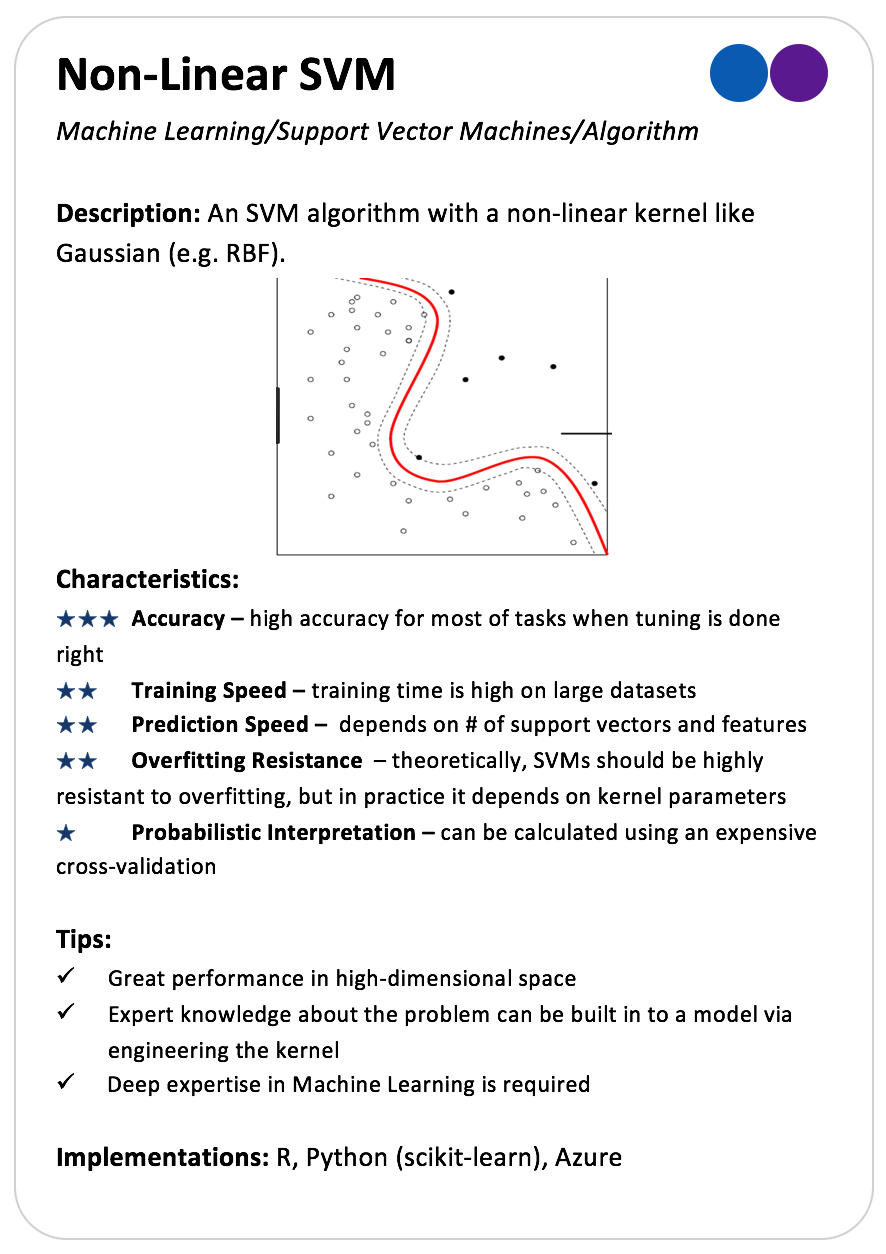 Non-Linear SVM
Machine Learning/Support Vector Machines/Algorithm
Description: An SVM algorithm with a non-linear kernel like
Gaussian (e.g. RBF).
Characteristics:
★★★ Accuracy – high accuracy for most of tasks when tuning is done
right
★★ Training Speed – training time is high on large datasets
★★ Prediction Speed – depends on # of support vectors and features
★★ Overfitting Resistance – theoretically, SVMs should be highly
resistant to overfitting, but in practice it depends on kernel parameters
★ Probabilistic Interpretation – can be calculated using an expensive
cross-validation
Tips:
✓ Great performance in high-dimensional space
✓ Expert knowledge about the problem can be built in to a model via
engineering the kernel
✓ Deep expertise in Machine Learning is required
Implementations: R, Python (scikit-learn), Azure